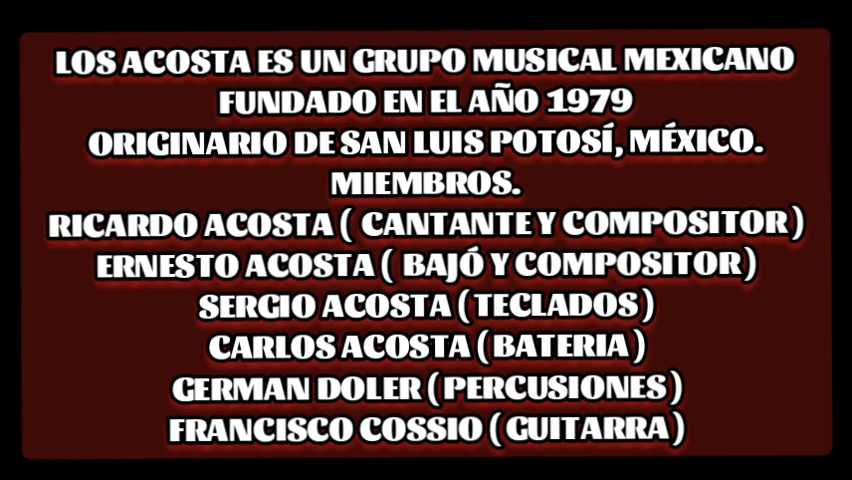 LOS ACOSTA ES UN GRUPO MUSICAL MEXICANO
FUNDADO EN EL AÑO 1979
ORIGINARIO DE SAN LUIS POTOSÍ, MÉXICO.
MIEMBROS.
RICARDO ACOSTA ( CANTANTE Y COMPOSITOR )
ERNESTO ACOSTA ( BAJÓ Y COMPOSITOR )
SERGIO ACOSTA ( TECLADOS )
CARLOS ACOSTA ( BATERIA )
GERMAN DOLER ( PERCUSIONES )
FRANCISCO COSSIO ( GUITARRA )